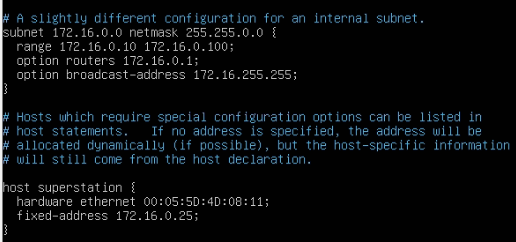 # A slightly different configuration for an internal subnet.
subnet 172.16.0.0 netmask 255.255.0.0 {
  range 172.16.0.10 172.16.0.100;
  option routers 172.16.0.1;
  option broadcast-address 172.16.255.255;
}
# Hosts which require special configuration options can be listed in
# host statements.   If no address is specified, the address will be
# allocated dynamically (if possible), but the host-specific information
# will still come from the host declaration.
host superstation {
  hardware ethernet 00:05:5D:4D:08:11;
  fixed-address 172.16.0.25;
}